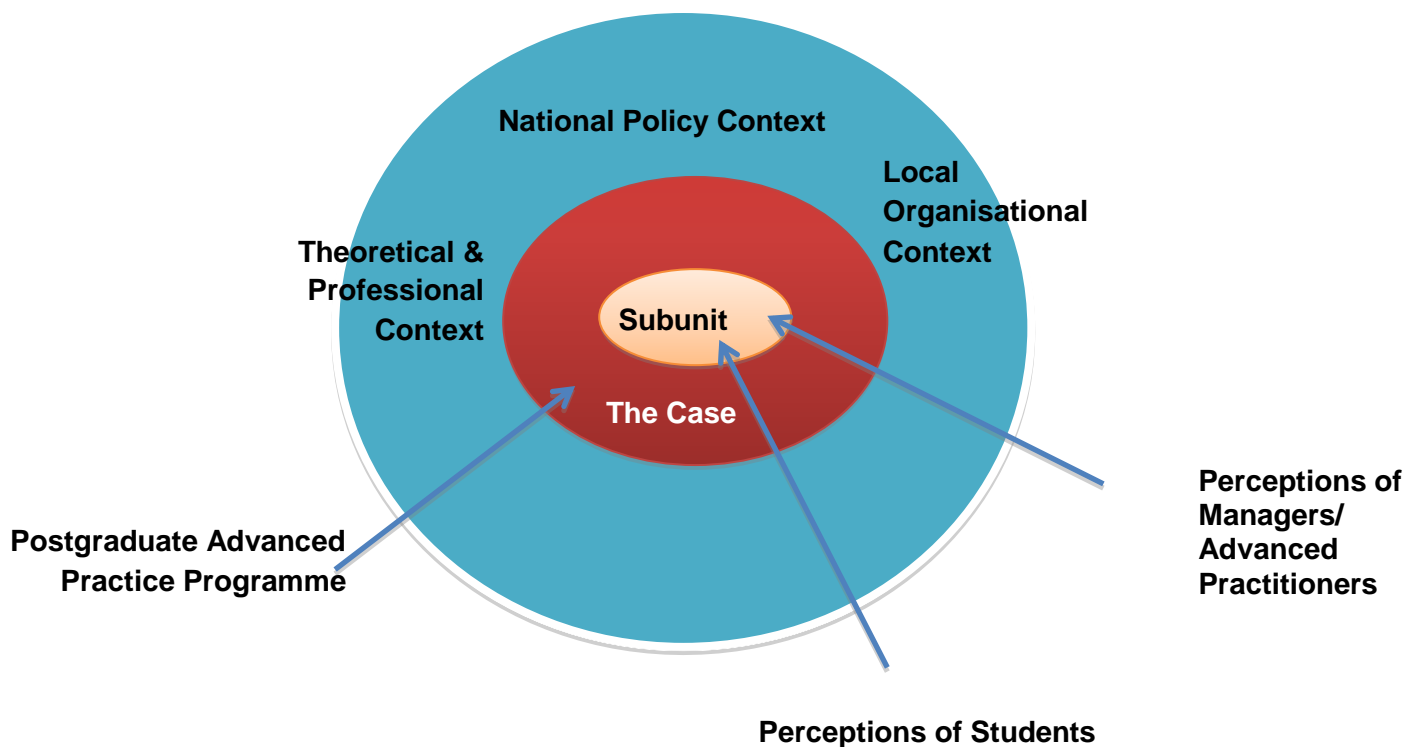 National Policy Context
Local
Organisational
Context
Theoretical &
Professional
Context
Subunit
The Case
Postgraduate Advanced
Practice Programme
Perceptions of
Managers/
Advanced
Practitioners
Perceptions of Students